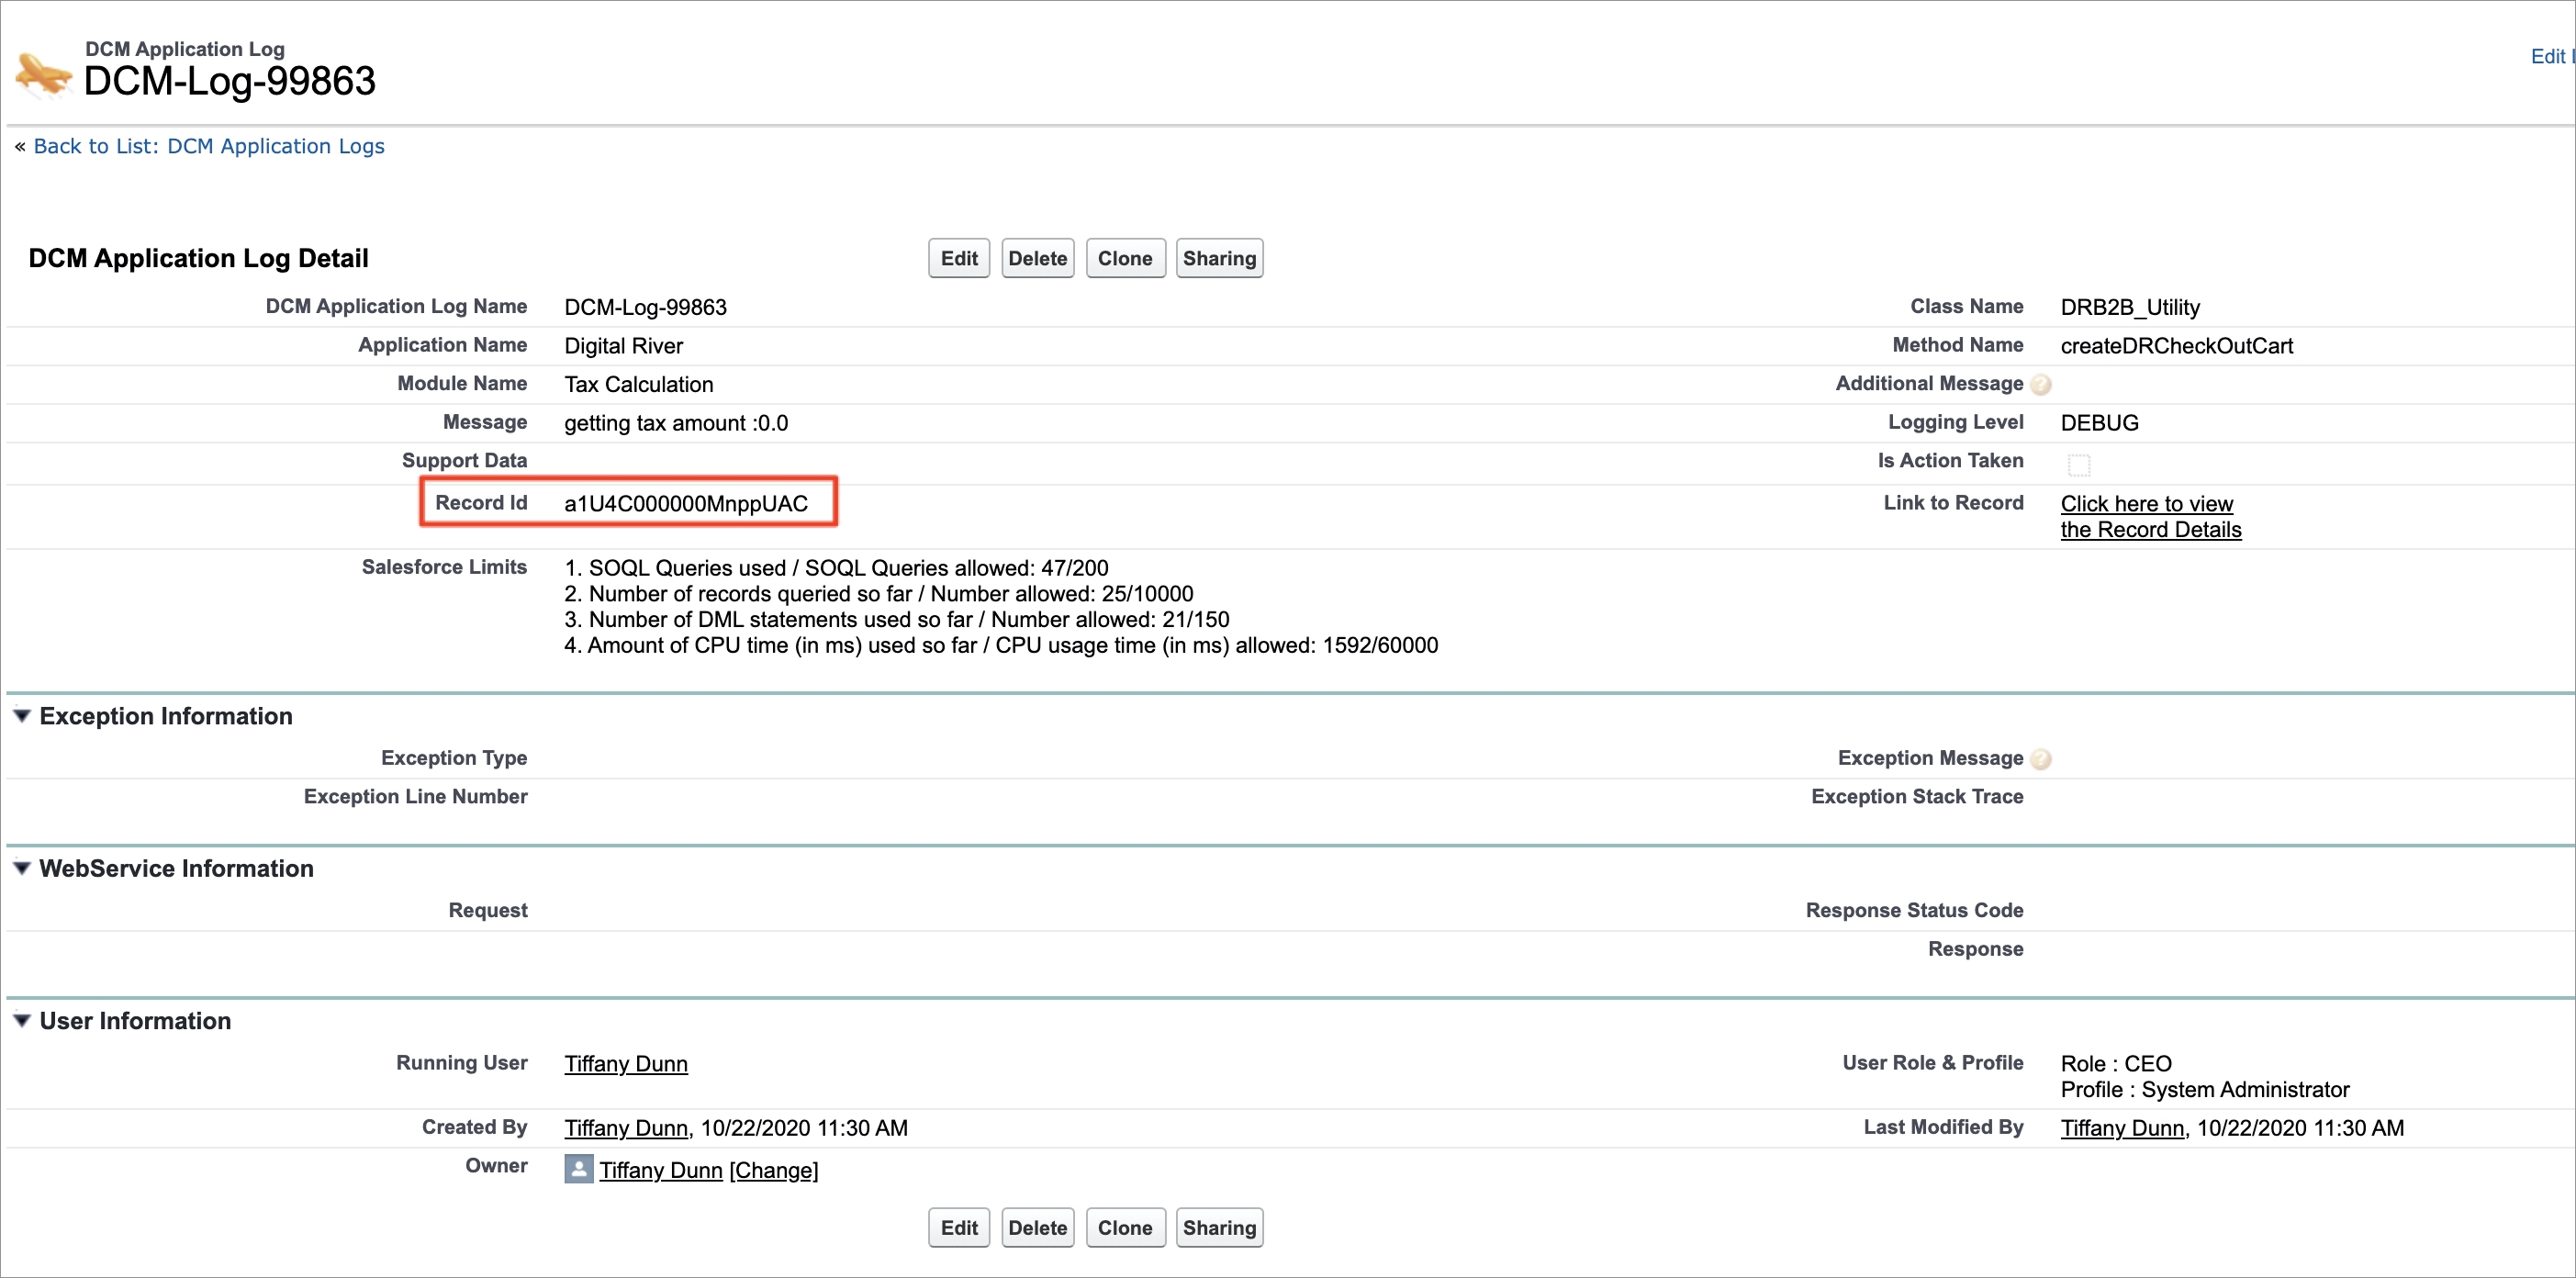 DCM Application Log
DCM-Log-99863
Edit
« Back to List: DCM Application Logs
DCM Application Log Detail
Edit Delete Clone Sharing
DCM Application Log Name DCM-Log-99863 Class Name DRB2B_Utility
Application Name Digital River Method Name createDRCheckOutCart
Module Name Tax Calculation Additional Message ?
Message getting tax amount :0.0 Logging Level DEBUG
Support Data Is Action Taken
Record Id a1U4C000000MnppUAC Link to Record Click here to view
the Record Details
Salesforce Limits 1. SOQL Queries used / SOQL Queries allowed: 47/200
2. Number of records queried so far / Number allowed: 25/10000
3. Number of DML statements used so far / Number allowed: 21/150
4. Amount of CPU time (in ms) used so far / CPU usage time (in ms) allowed: 1592/60000
Exception Information
Exception Type Exception Message ?
Exception Line Number Exception Stack Trace
WebService Information
Request Response Status Code
Response
User Information
Running User Tiffany Dunn User Role & Profile Role : CEO
Profile : System Administrator
Created By Tiffany Dunn, 10/22/2020 11:30 AM Last Modified By Tiffany Dunn, 10/22/2020 11:30 AM
Owner Tiffany Dunn [Change]
Edit Delete Clone Sharing